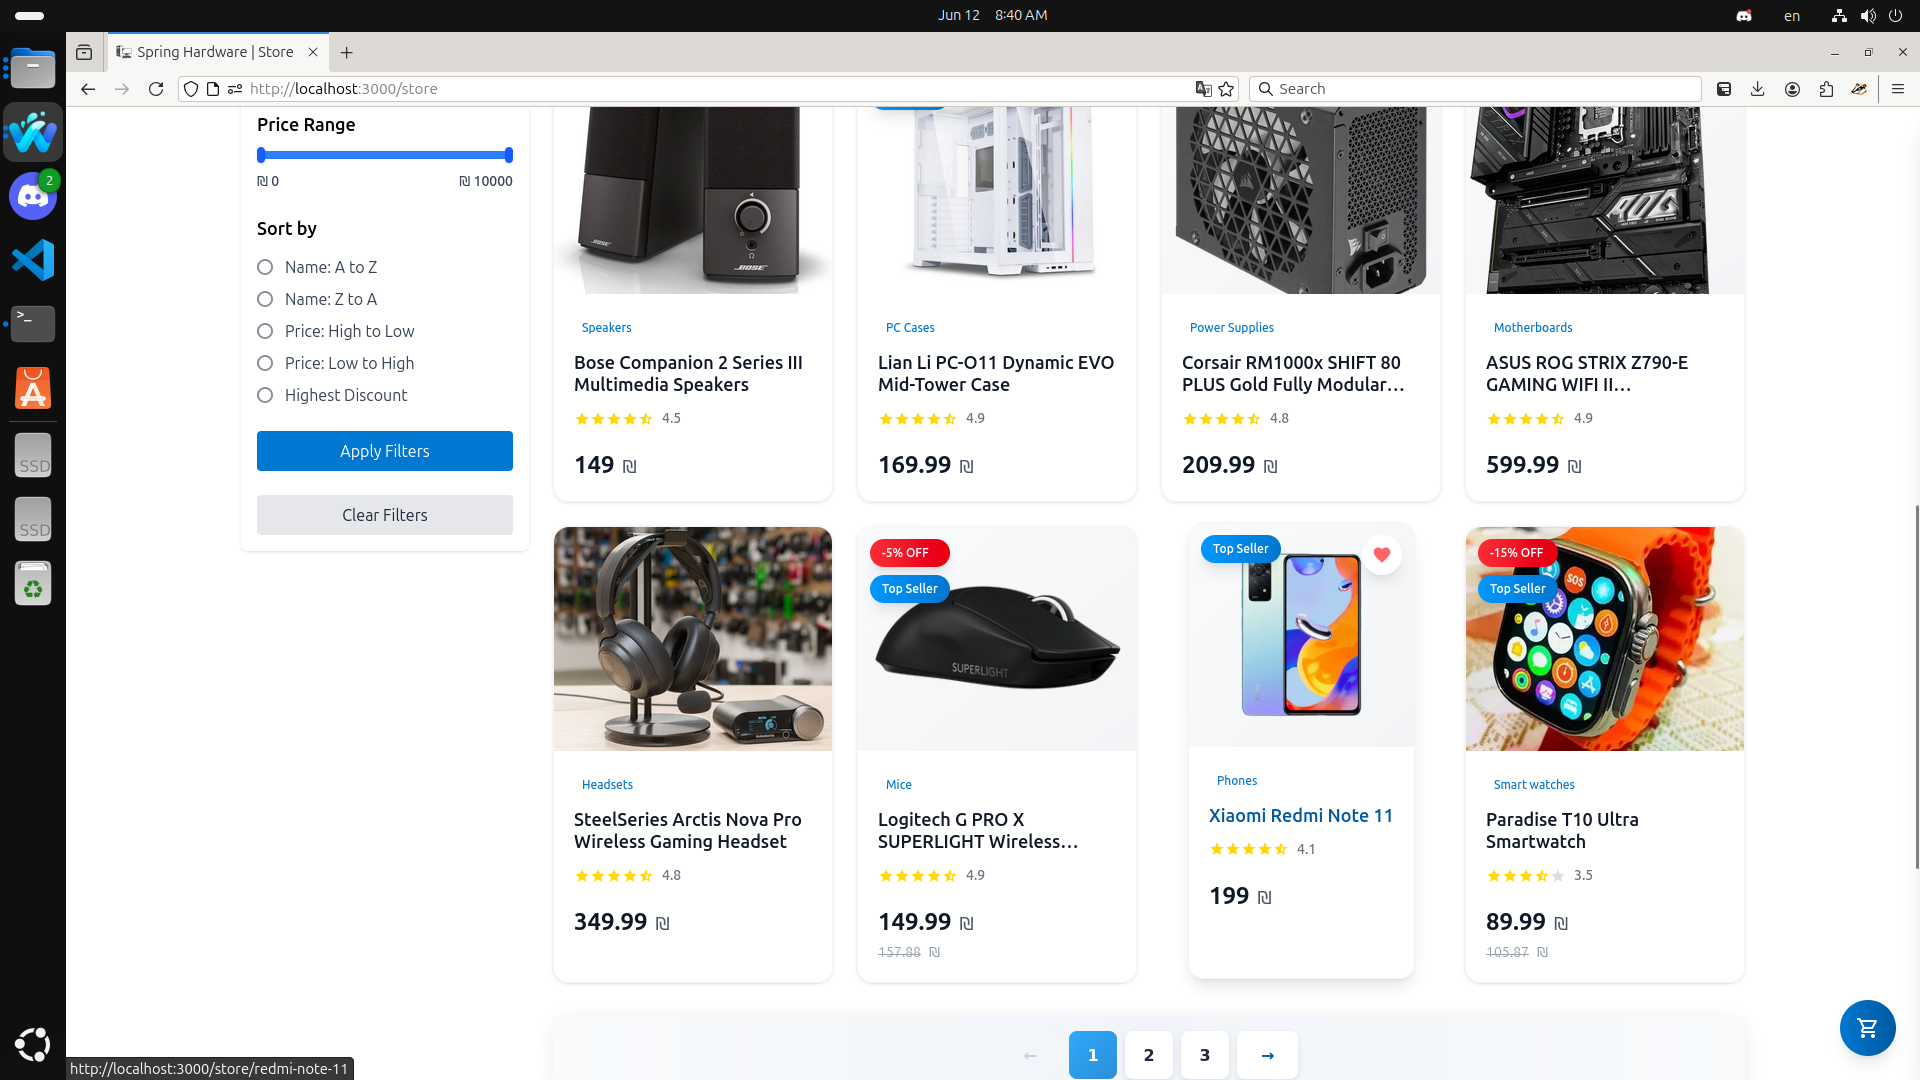 Jun 12 8:40 AM
en
Spring Hardware | Store
http://localhost:3000/store
Search
2
SSD
SSD
Price Range
₪ 0
₪ 10000
Sort by
Name: A to Z
Name: Z to A
Price: High to Low
Price: Low to High
Highest Discount
Apply Filters
Clear Filters
BOSE
BOSE
Speakers
Bose Companion 2 Series III
Multimedia Speakers
4.5
149 ₪
PC Cases
Lian Li PC-O11 Dynamic EVO
Mid-Tower Case
4.9
169.99 ₪
Power Supplies
Corsair RM1000x SHIFT 80
PLUS Gold Fully Modular...
4.8
209.99 ₪
ROG
Motherboards
ASUS ROG STRIX Z790-E
GAMING WIFI II...
4.9
599.99 ₪
Headsets
SteelSeries Arctis Nova Pro
Wireless Gaming Headset
4.8
349.99 ₪
-5% OFF
Top Seller
SUPERLIGHT
Mice
Logitech G PRO X
SUPERLIGHT Wireless...
4.9
149.99 ₪
157.88 ₪
Top Seller
Phones
Xiaomi Redmi Note 11
4.1
199 ₪
-15% OFF
Top Seller
SOS
Smart watches
Paradise T10 Ultra
Smartwatch
3.5
89.99 ₪
105.87 ₪
← 1 2 3 →
http://localhost:3000/store/redmi-note-11